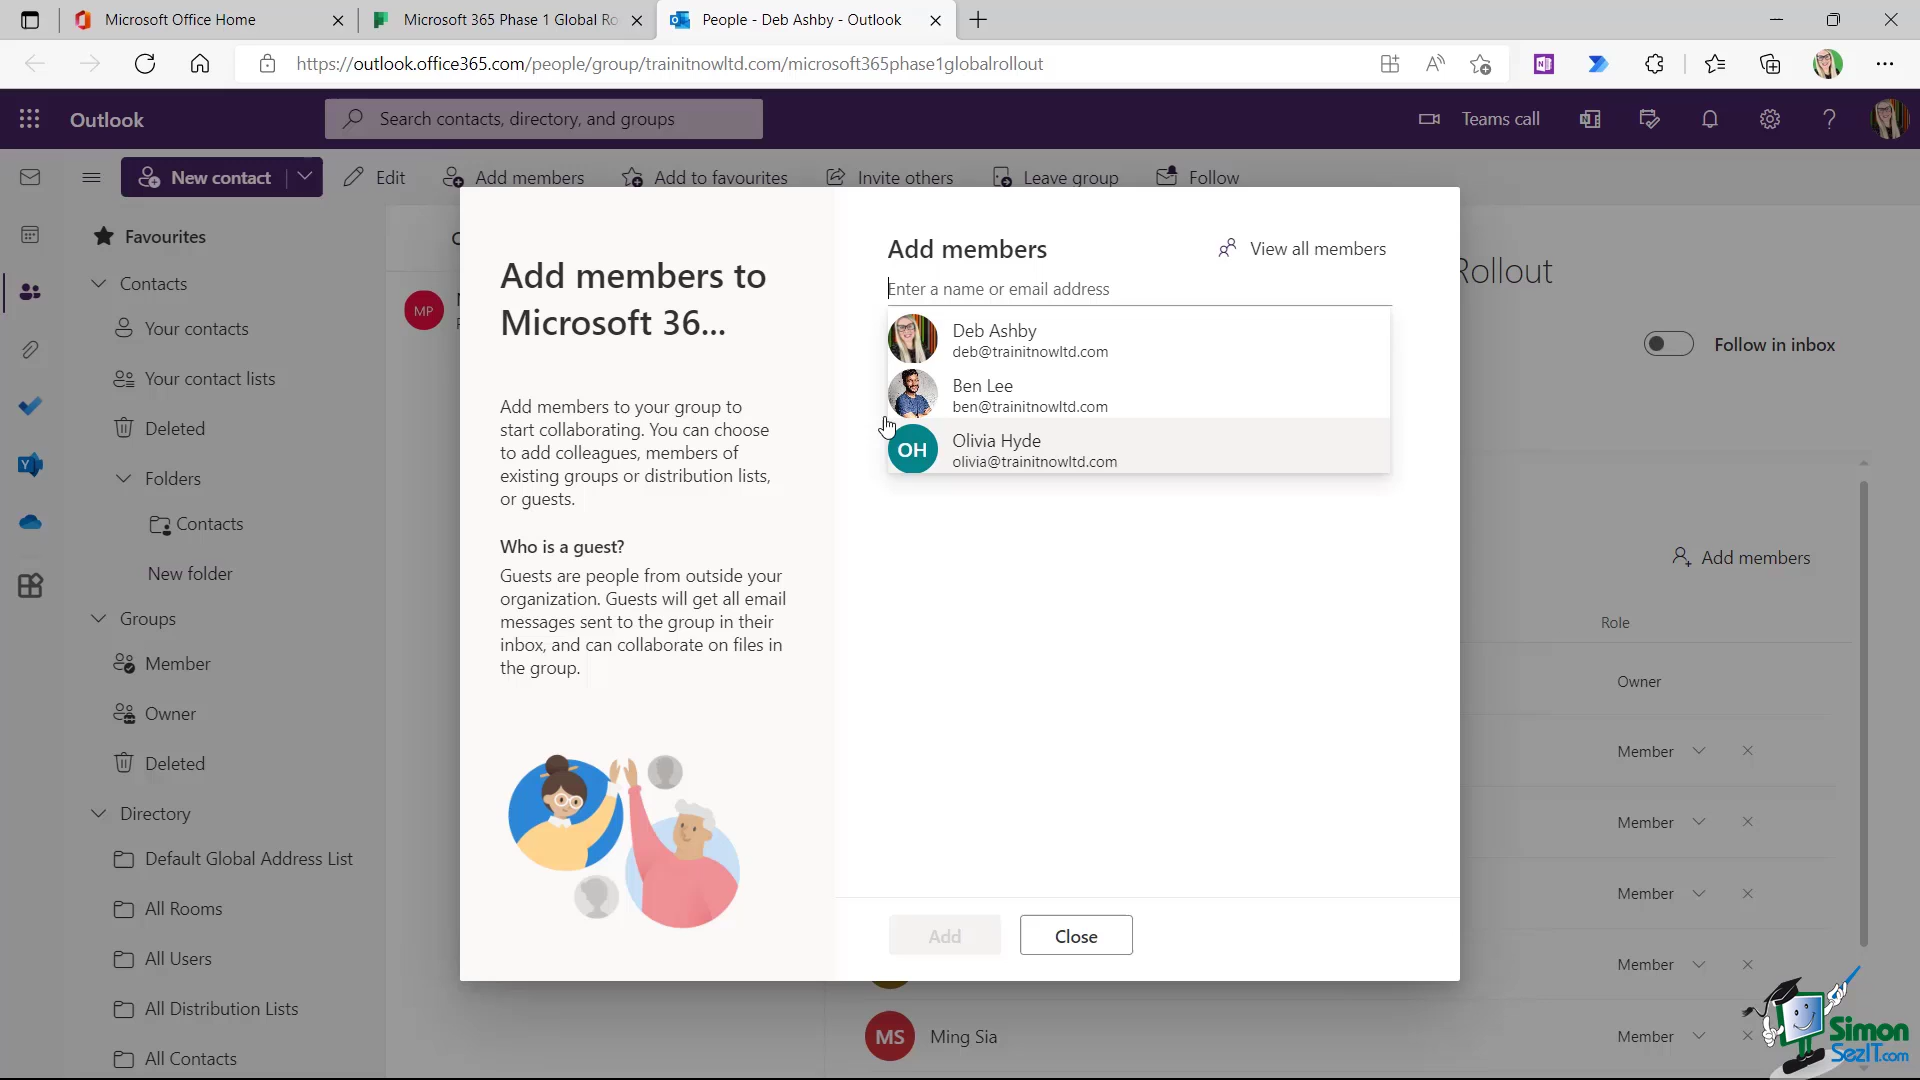 Microsoft Office Home
Microsoft 365 Phase 1 Global Ro
People - Deb Ashby - Outlook
https://outlook.office365.com/people/group/trainitnowltd.com/microsoft365phase1globalrollout
Outlook
Search contacts, directory, and groups
Teams call
New contact
Edit
Add members
Add to favourites
Invite others
Leave group
Follow
Favourites
Contacts
Your contacts
Your contact lists
Deleted
Folders
Contacts
New folder
Groups
Member
Owner
Deleted
Directory
Default Global Address List
All Rooms
All Users
All Distribution Lists
All Contacts
MP
Add members to
Microsoft 36...
Add members to your group to
start collaborating. You can choose
to add colleagues, members of
existing groups or distribution lists,
or guests.
Who is a guest?
Guests are people from outside your
organization. Guests will get all email
messages sent to the group in their
inbox, and can collaborate on files in
the group.
Add members
View all members
Enter a name or email address
Deb Ashby
deb@trainitnowltd.com
Ben Lee
ben@trainitnowltd.com
OH
Olivia Hyde
olivia@trainitnowltd.com
Add
Close
Rollout
Follow in inbox
Add members
Role
Owner
Member
Member
Member
Member
MS
Ming Sia
Member
Simon
SezIT.com